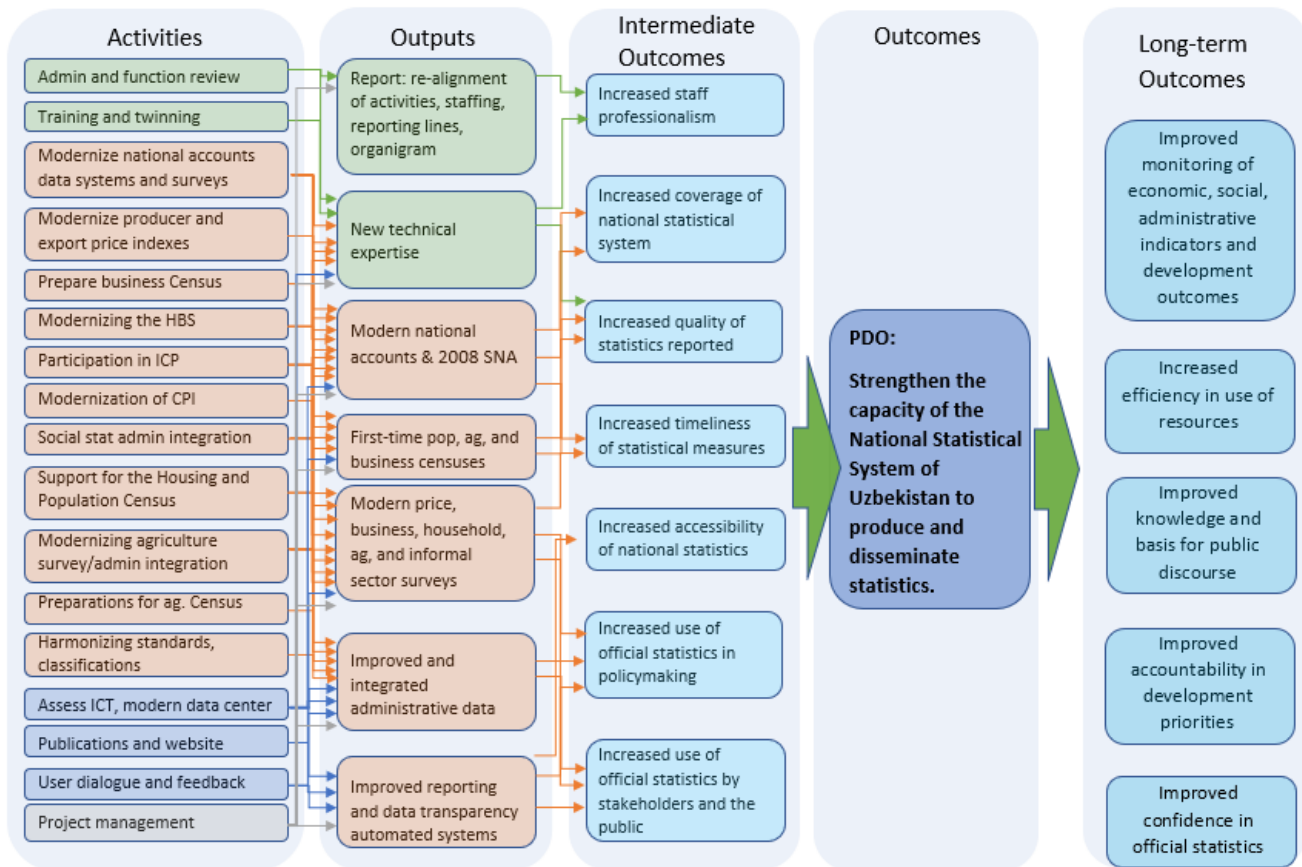 Activities
Admin and function review
Training and twinning
Modernize national accounts
data systems and surveys
Modernize producer and
export price indexes
Prepare business Census
Modernizing the HBS
Participation in ICP
Modernization of CPI
Social stat admin integration
Support for the Housing and
Population Census
Modernizing agriculture
survey/admin integration
Preparations for ag. Census
Harmonizing standards,
classifications
Assess ICT, modern data center
Publications and website
User dialogue and feedback
Project management
Outputs
Report: re-alignment
of activities, staffing,
reporting lines,
organigram
New technical
expertise
Modern national
accounts & 2008 SNA
First-time pop, ag, and
business censuses
Modern price,
business, household,
ag, and informal
sector surveys
Improved and
integrated
administrative data
Improved reporting
and data transparency
automated systems
Intermediate
Outcomes
Increased staff
professionalism
Increased coverage of
national statistical
system
Increased quality of
statistics reported
Increased timeliness
of statistical measures
Increased accessibility
of national statistics
Increased use of
official statistics in
policymaking
Increased use of
official statistics by
stakeholders and the
public
Outcomes
PDO:
Strengthen the
capacity of the
National Statistical
System of
Uzbekistan to
produce and
disseminate
statistics.
Long-term
Outcomes
Improved
monitoring of
economic, social,
administrative
indicators and
development
outcomes
Increased
efficiency in use of
resources
Improved
knowledge and
basis for public
discourse
Improved
accountability in
development
priorities
Improved
confidence in
official statistics